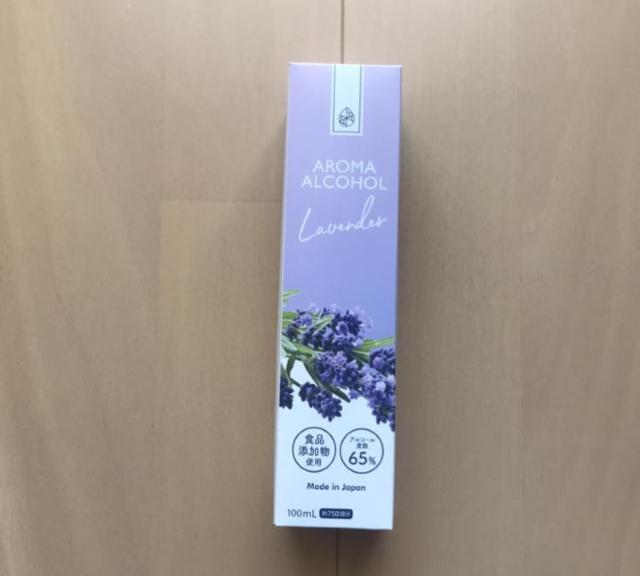 AROMA
ALCOHOL
Lavender
食品
添加物
使用
アルコール
度数
65%
Made in Japan
100mL 約750回分